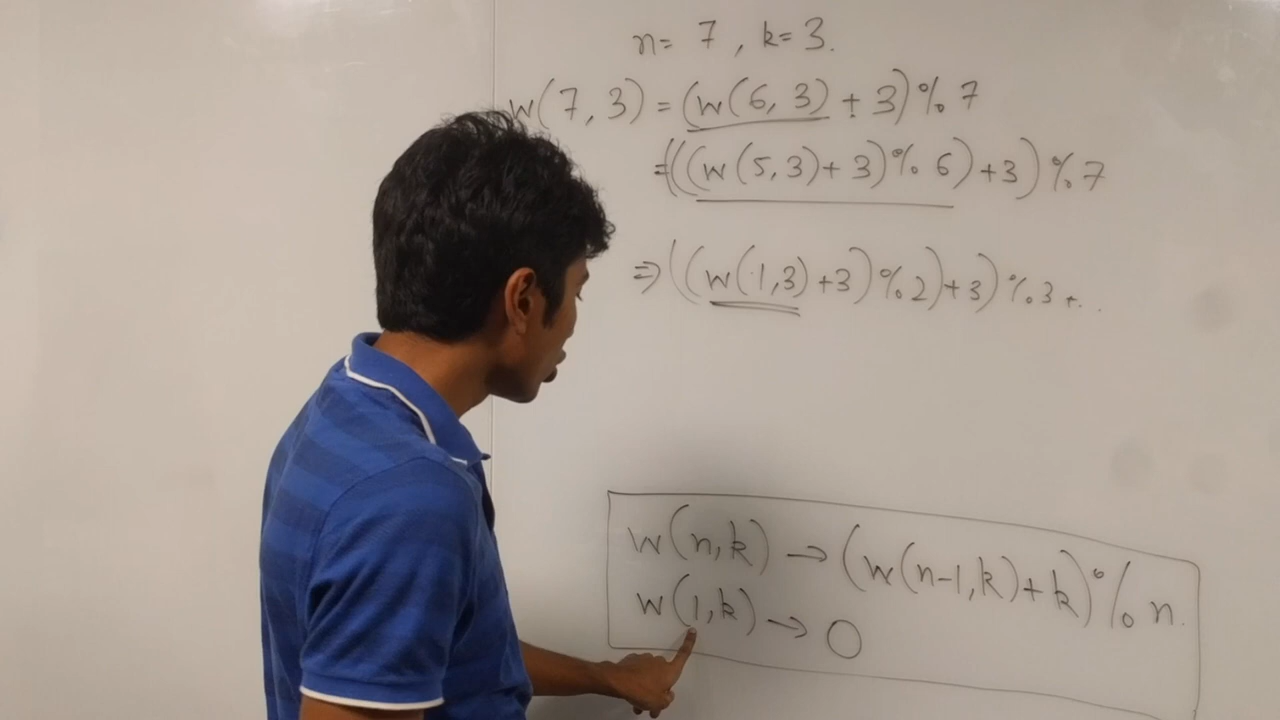 n= 7 , k= 3.
w(7,3) = (w(6,3) + 3)% 7
=(((w(5,3)+ 3)% 6)+3)%7
⇒ ((w(1,3)+3)%2)+3)%3 + ..
w(n,k) → (w(n-1,k)+k)% n.
w(1,k) → 0